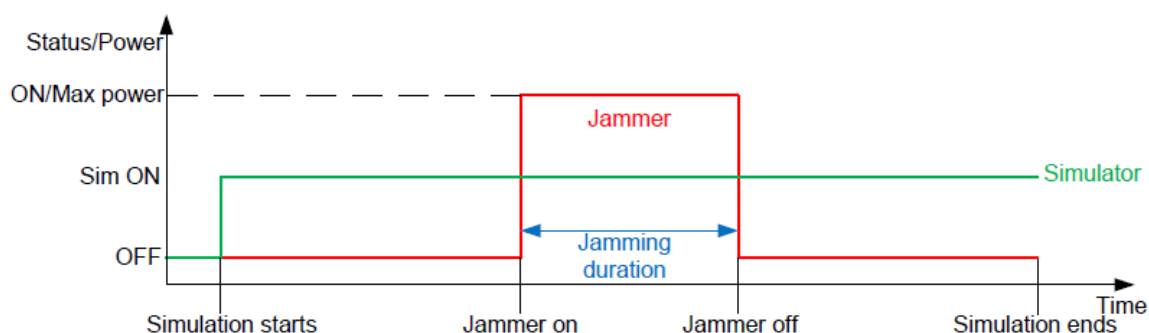 Status/Power
ON/Max power
Jammer
Sim ON
Simulator
Jamming
duration
OFF
Time
Simulation starts
Jammer on
Jammer off
Simulation ends